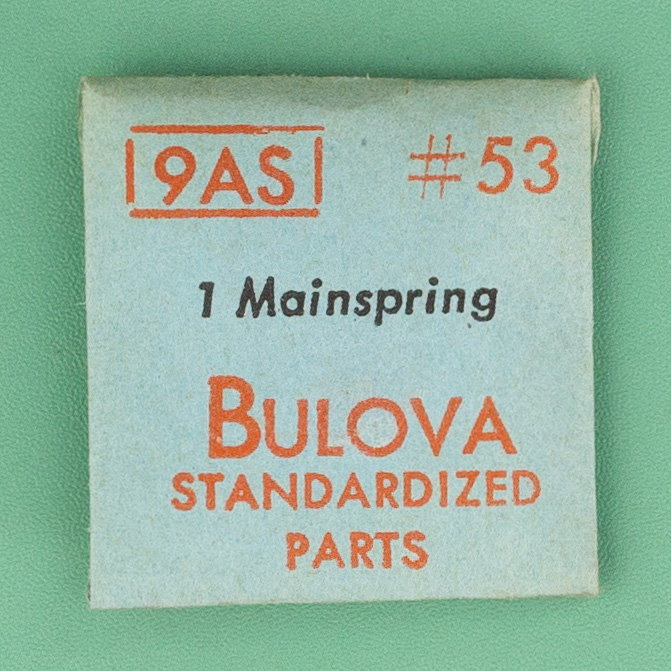 9AS #53
1 Mainspring
BULOVA
STANDARDIZED
PARTS